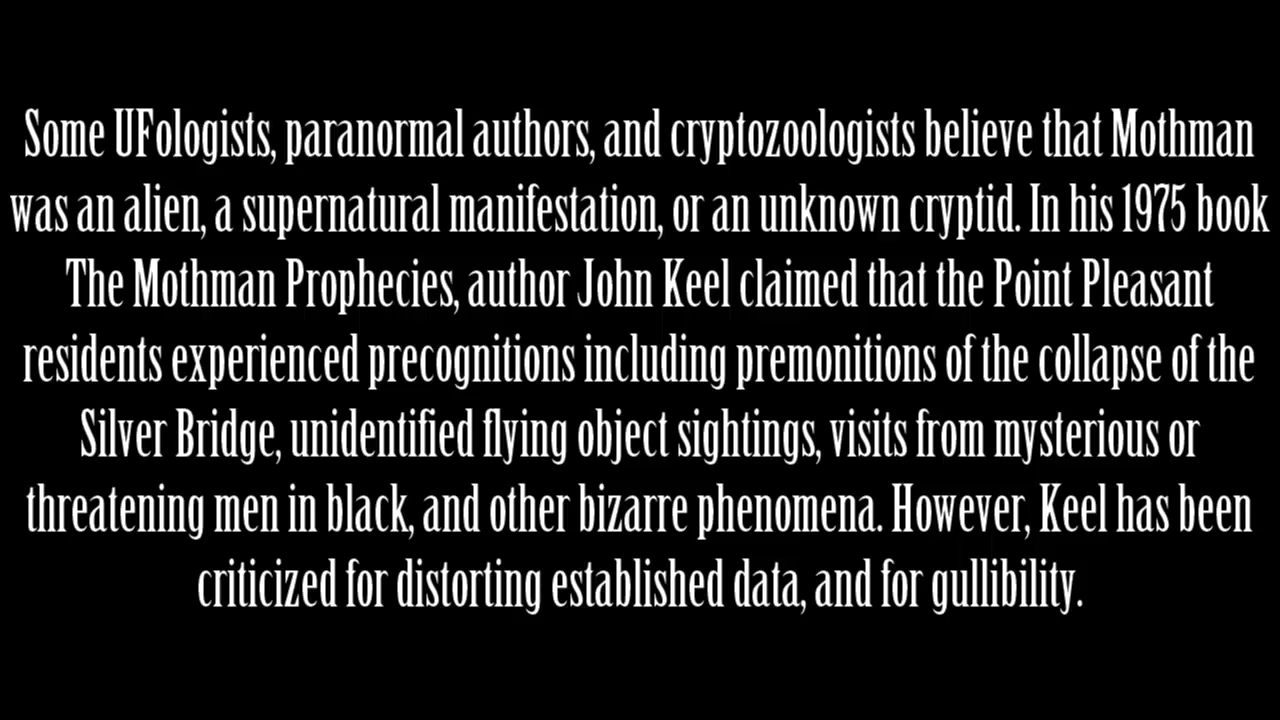 Some UFologists, paranormal authors, and cryptozoologists believe that Mothman
was an alien, a supernatural manifestation, or an unknown cryptid. In his 1975 book
The Mothman Prophecies, author John Keel claimed that the Point Pleasant
residents experienced precognitions including premonitions of the collapse of the
Silver Bridge, unidentified flying object sightings, visits from mysterious or
threatening men in black, and other bizarre phenomena. However, Keel has been
criticized for distorting established data, and for gullibility.